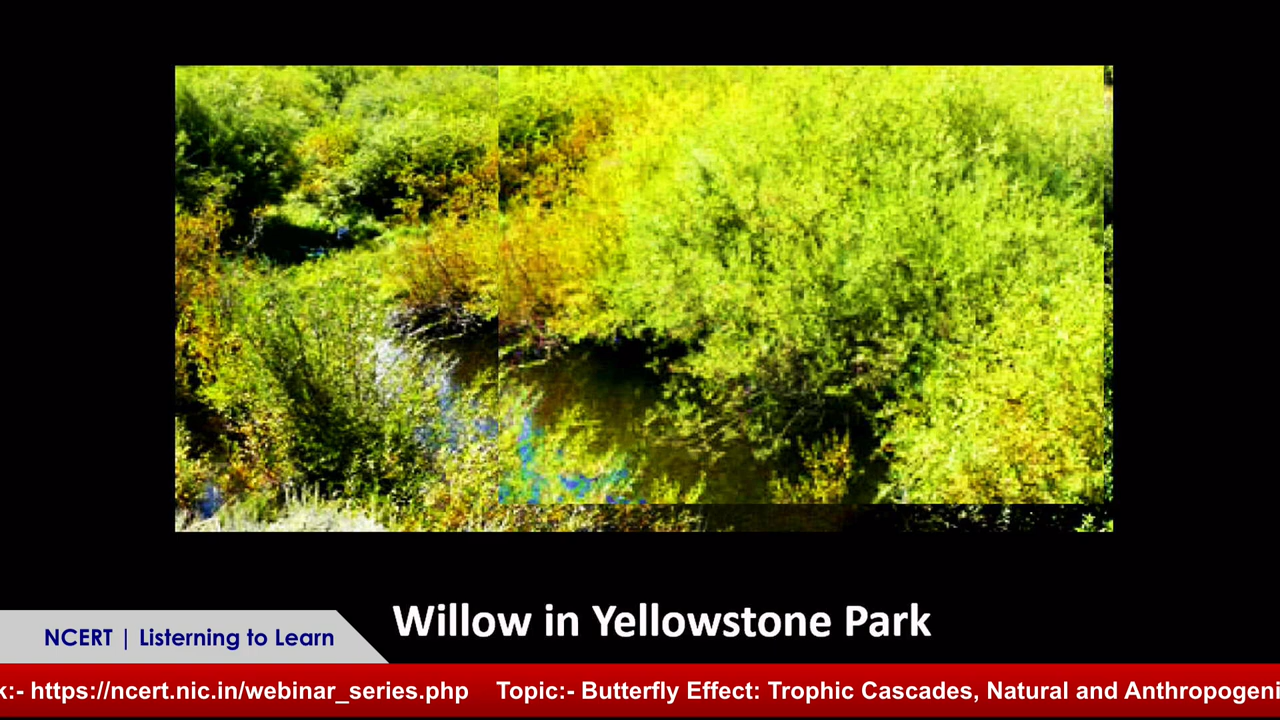 Willow in Yellowstone Park
NCERT | Listerning to Learn
k:- https://ncert.nic.in/webinar_series.php Topic:- Butterfly Effect: Trophic Cascades, Natural and Anthropogeni